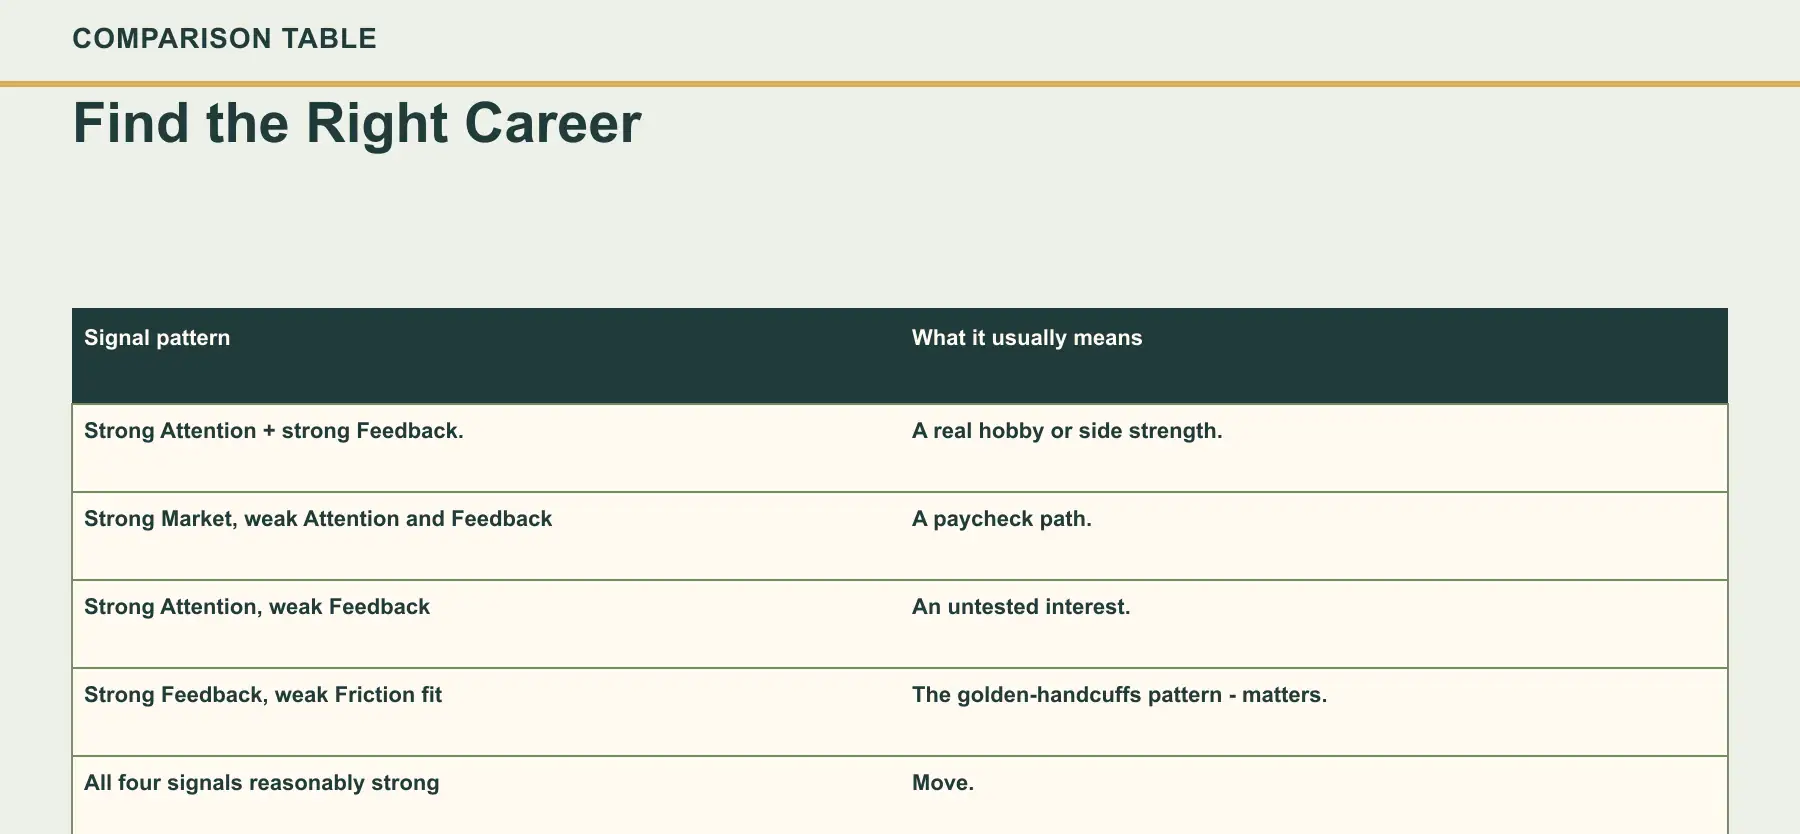 COMPARISON TABLE
Find the Right Career
Signal pattern
What it usually means
Strong Attention + strong Feedback.
A real hobby or side strength.
Strong Market, weak Attention and Feedback
A paycheck path.
Strong Attention, weak Feedback
An untested interest.
Strong Feedback, weak Friction fit
The golden-handcuffs pattern - matters.
All four signals reasonably strong
Move.